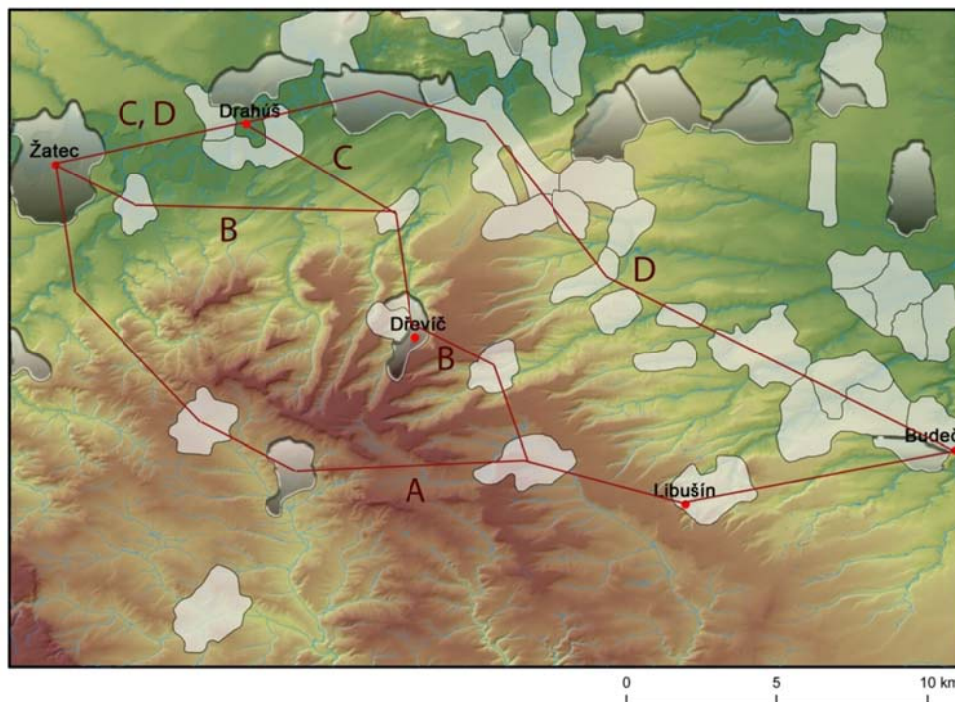 C, D
Drahúš
Žatec
C
B
D
Dřevíč
B
Budeč
A
Libušín
0 5 10 km